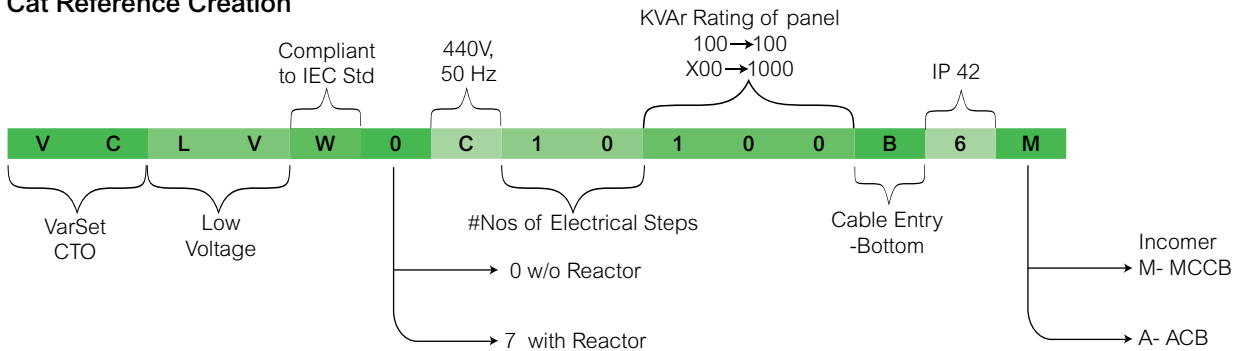 Cat Reference Creation
KVAr Rating of panel
100→100
X00→1000
Compliant
to IEC Std
440V,
50 Hz
IP 42
V C L V W 0 C 1 0 1 0 0 B 6 M
VarSet
CTO
Low
Voltage
#Nos of Electrical Steps
Cable Entry
-Bottom
0 w/o Reactor
7 with Reactor
Incomer
M- MCCB
A- ACB